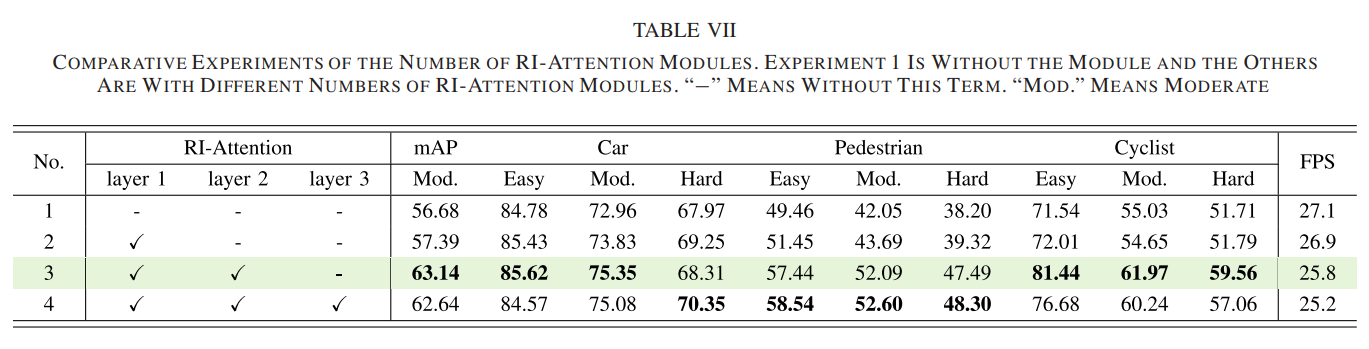 TABLE VII
COMPARATIVE EXPERIMENTS OF THE NUMBER OF RI-ATTENTION MODULES. EXPERIMENT 1 IS WITHOUT THE MODULE AND THE OTHERS
ARE WITH DIFFERENT NUMBERS OF RI-ATTENTION MODULES. “−” MEANS WITHOUT THIS TERM. “MOD.” MEANS MODERATE
No. RI-Attention mAP Car Pedestrian Cyclist FPS
layer 1 layer 2 layer 3 Mod. Easy Mod. Hard Easy Mod. Hard Easy Mod. Hard
1 - - - 56.68 84.78 72.96 67.97 49.46 42.05 38.20 71.54 55.03 51.71 27.1
2 ✓ - - 57.39 85.43 73.83 69.25 51.45 43.69 39.32 72.01 54.65 51.79 26.9
3 ✓ ✓ - 63.14 85.62 75.35 68.31 57.44 52.09 47.49 81.44 61.97 59.56 25.8
4 ✓ ✓ ✓ 62.64 84.57 75.08 70.35 58.54 52.60 48.30 76.68 60.24 57.06 25.2